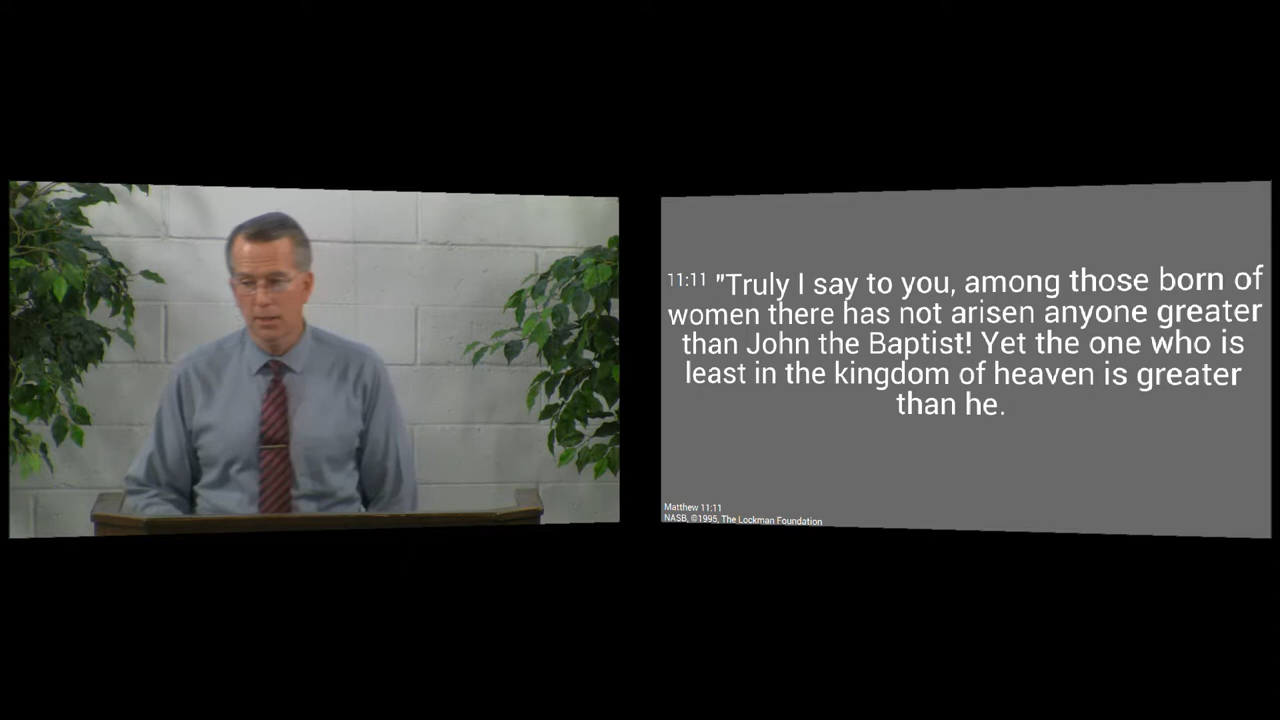 11:11 "Truly I say to you, among those born of
women there has not arisen anyone greater
than John the Baptist! Yet the one who is
least in the kingdom of heaven is greater
than he.
Matthew 11:11
NASB, ©1995, The Lockman Foundation